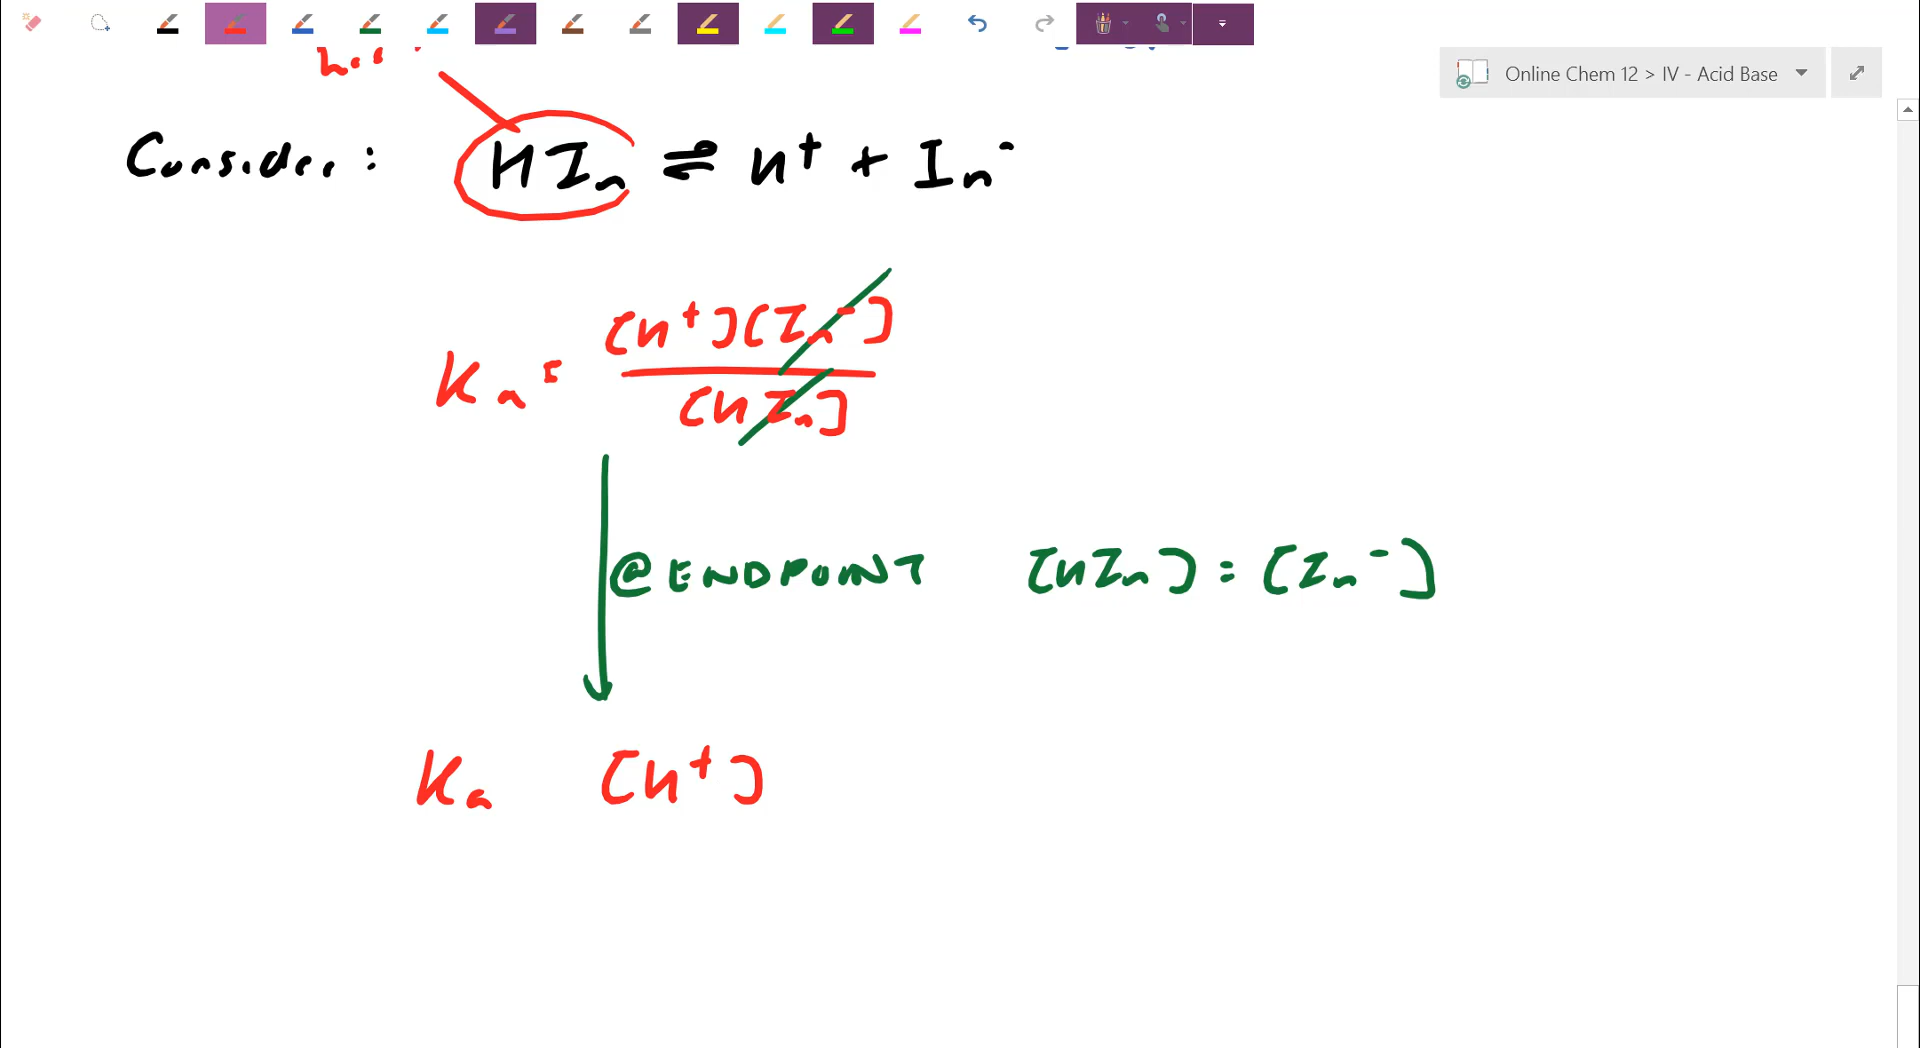 Online Chem 12 > IV - Acid Base
Consider: HIn ⇌ H⁺ + In⁻
Ka = [H⁺][In⁻] / [HIn]
@ENDPOINT [HIn] = [In⁻]
Ka [H⁺]